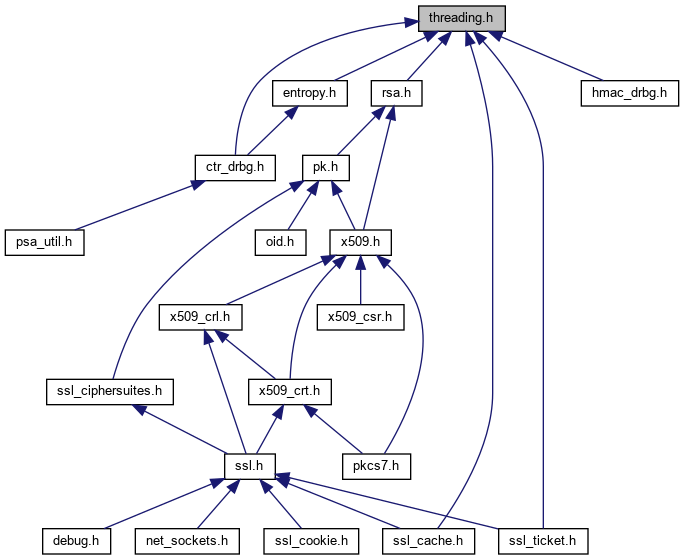 threading.h
entropy.h
rsa.h
hmac_drbg.h
ctr_drbg.h
pk.h
psa_util.h
oid.h
x509.h
x509_crl.h
x509_csr.h
ssl_ciphersuites.h
x509_crt.h
ssl.h
pkcs7.h
debug.h
net_sockets.h
ssl_cookie.h
ssl_cache.h
ssl_ticket.h